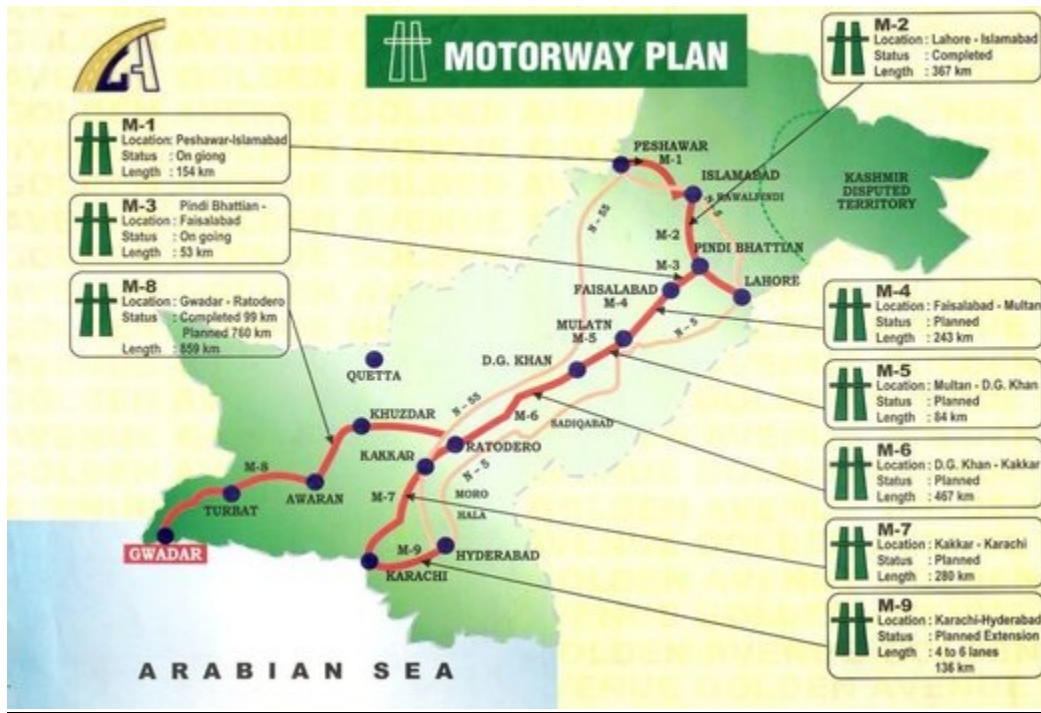 MOTORWAY PLAN
M-2
Location : Lahore - Islamabad
Status : Completed
Length : 367 km
M-1
Location: Peshawar-Islamabad
Status : On giong
Length : 154 km
M-3 Pindi Bhattian -
Location : Faisalabad
Status : On going
Length : 53 km
M-8
Location : Gwadar - Ratodero
Status : Completed 99 km
Planned 760 km
Length : 859 km
PESHAWAR
M-1
ISLAMABAD
RAWALPINDI
N-5
N - 55
M-2
PINDI BHATTIAN
M-3
LAHORE
FAISALABAD
M-4
MULATN
M-5
N - 5
D.G. KHAN
KASHMIR
DISPUTED
TERRITORY
QUETTA
KHUZDAR
N - 55
M-6
SADIQABAD
RATODERO
KAKKAR
N - 5
M-8
AWARAN
TURBAT
M-7
MORO
HALA
GWADAR
M-9
HYDERABAD
KARACHI
ARABIAN SEA
M-4
Location : Faisalabad - Multan
Status : Planned
Length : 243 km
M-5
Location : Multan - D.G. Khan
Status : Planned
Length : 84 km
M-6
Location : D.G. Khan - Kakkar
Status : Planned
Length : 467 km
M-7
Location : Kakkar - Karachi
Status : Planned
Length : 280 km
M-9
Location : Karachi-Hyderabad
Status : Planned Extension
Length : 4 to 6 lanes
136 km